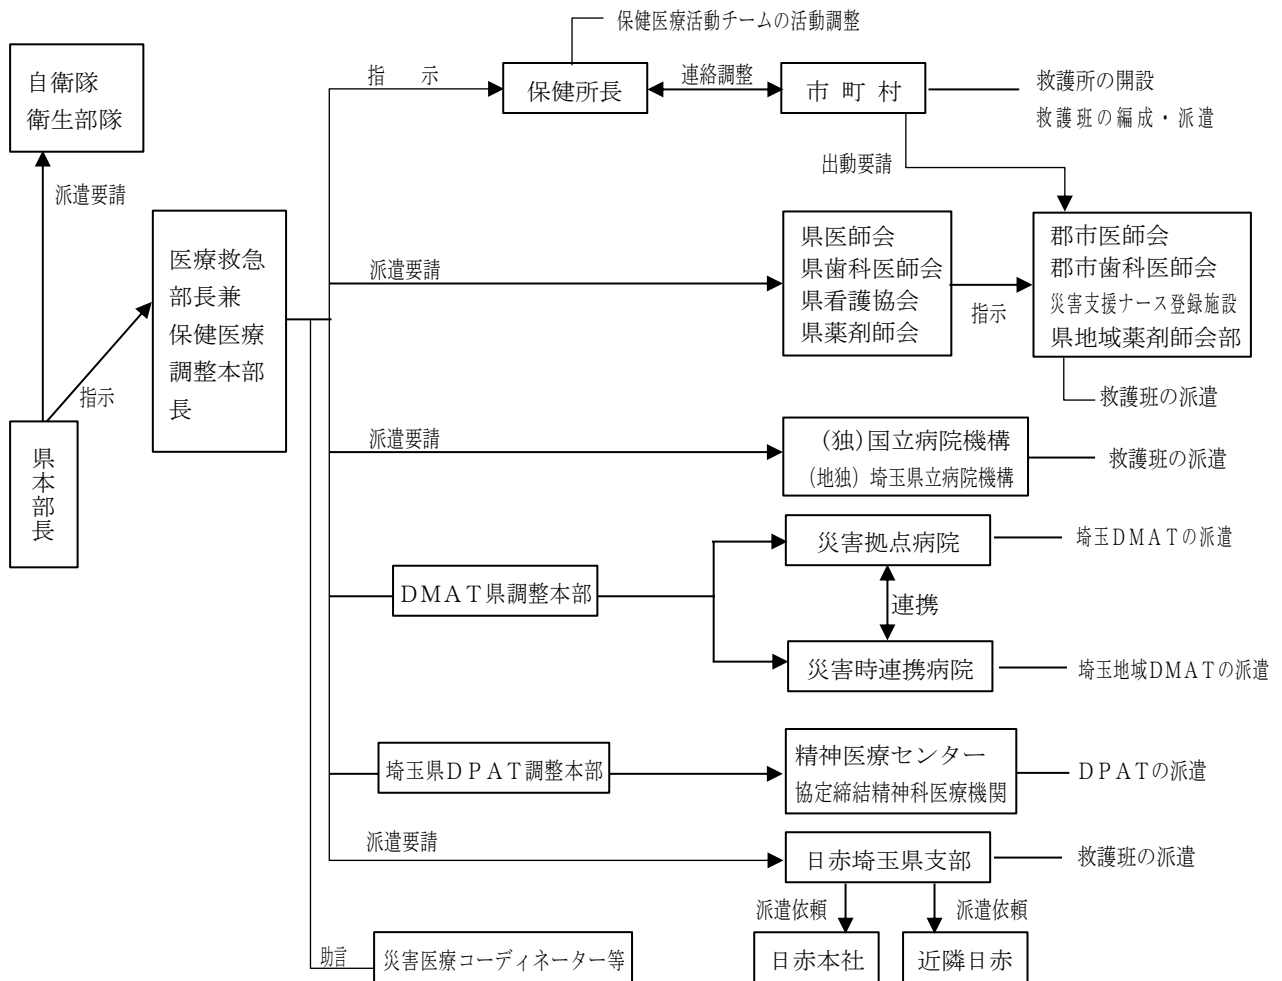 保健医療活動チームの活動調整
自衛隊
衛生部隊
派遣要請
県本部長
指示
医療救急
部長兼
保健医療
調整本部
長
指 示
保健所長
連絡調整
市 町 村
救護所の開設
救護班の編成・派遣
出動要請
派遣要請
県医師会
県歯科医師会
県看護協会
県薬剤師会
指示
郡市医師会
郡市歯科医師会
災害支援ナース登録施設
県地域薬剤師会部
救護班の派遣
派遣要請
(独)国立病院機構
(地独) 埼玉県立病院機構
救護班の派遣
DMAT県調整本部
災害拠点病院
埼玉DMATの派遣
連携
災害時連携病院
埼玉地域DMATの派遣
埼玉県DPAT調整本部
精神医療センター
協定締結精神科医療機関
DPATの派遣
派遣要請
日赤埼玉県支部
救護班の派遣
派遣依頼
派遣依頼
日赤本社
近隣日赤
助言
災害医療コーディネーター等